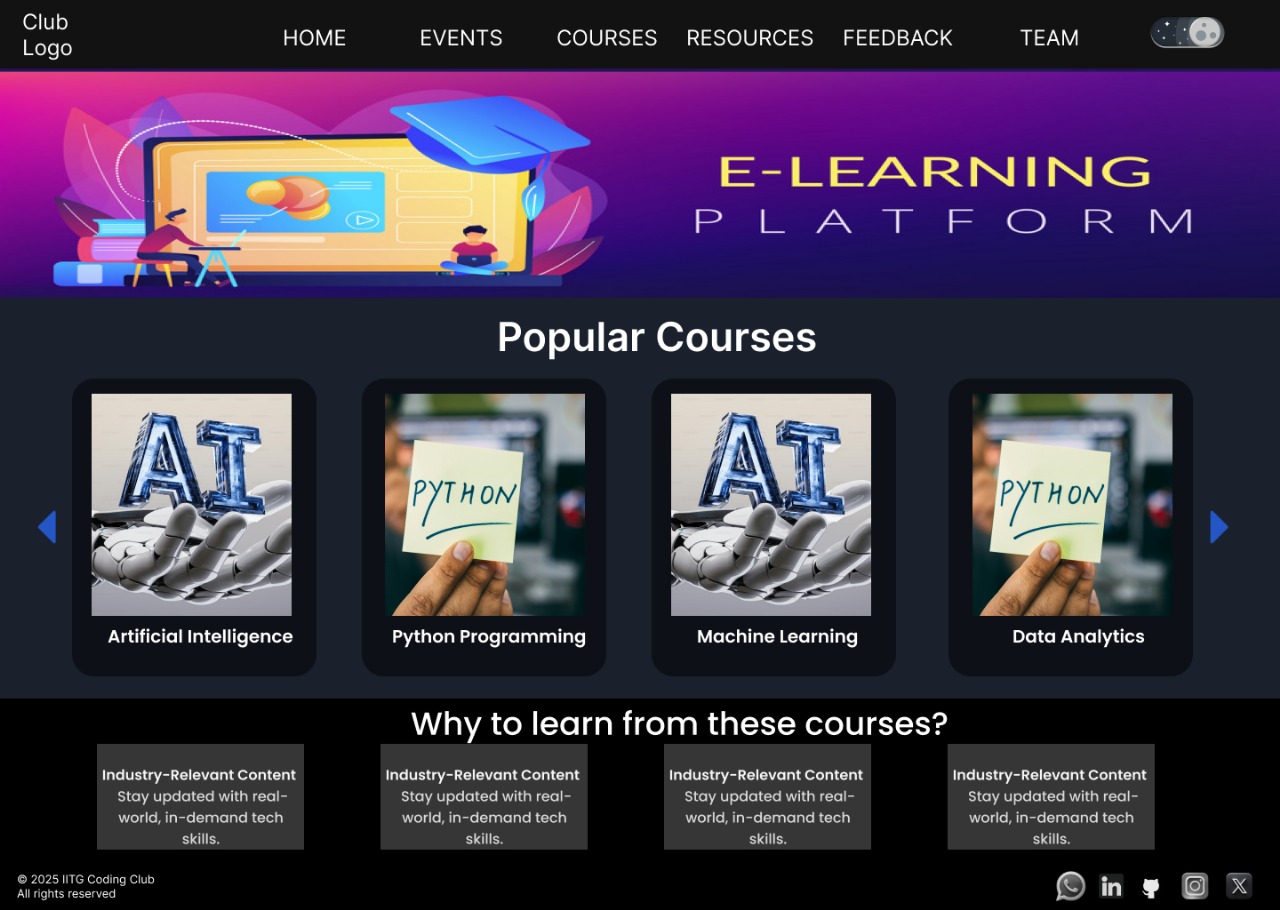 Club
Logo
HOME EVENTS COURSES RESOURCES FEEDBACK TEAM
E-LEARNING
PLATFORM
Popular Courses
AI PYTHON AI PYTHON
Artificial Intelligence Python Programming Machine Learning Data Analytics
Why to learn from these courses?
Industry-Relevant Content Industry-Relevant Content Industry-Relevant Content Industry-Relevant Content
Stay updated with real- Stay updated with real- Stay updated with real- Stay updated with real-
world, in-demand tech world, in-demand tech world, in-demand tech world, in-demand tech
skills. skills. skills. skills.
© 2025 IITG Coding Club
All rights reserved
in X